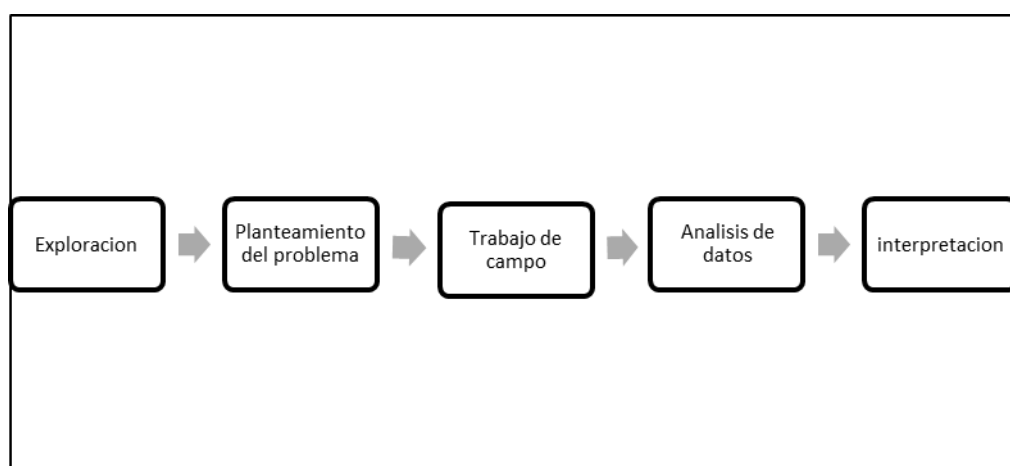 Exploracion
Planteamiento
del problema
Trabajo de
campo
Analisis de
datos
interpretacion